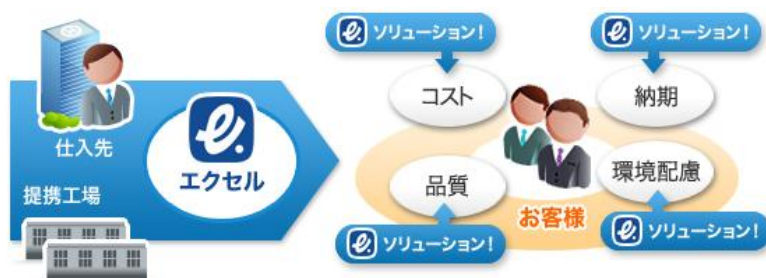 仕入先
提携工場
e.
エクセル
e. ソリューション!
コスト
e. ソリューション!
納期
品質
e. ソリューション!
環境配慮
e. ソリューション!
お客様